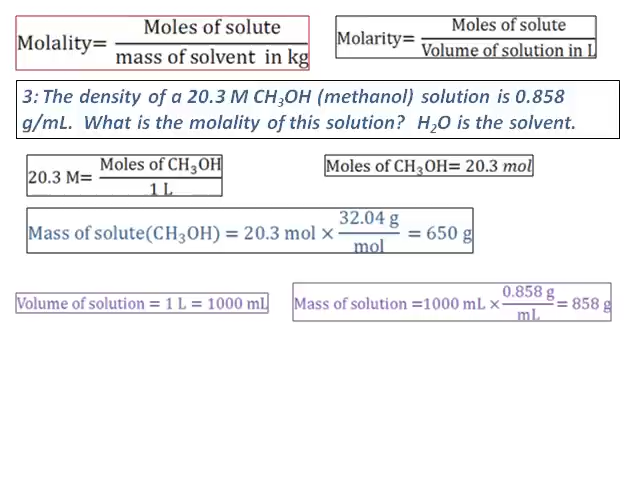 Molality= Moles of solute / mass of solvent in kg
Molarity= Moles of solute / Volume of solution in L
3: The density of a 20.3 M CH₃OH (methanol) solution is 0.858
g/mL. What is the molality of this solution? H₂O is the solvent.
20.3 M= Moles of CH₃OH / 1 L
Moles of CH₃OH= 20.3 mol
Mass of solute(CH₃OH) = 20.3 mol × 32.04 g / mol = 650 g
Volume of solution = 1 L = 1000 mL
Mass of solution =1000 mL × 0.858 g / mL = 858 g